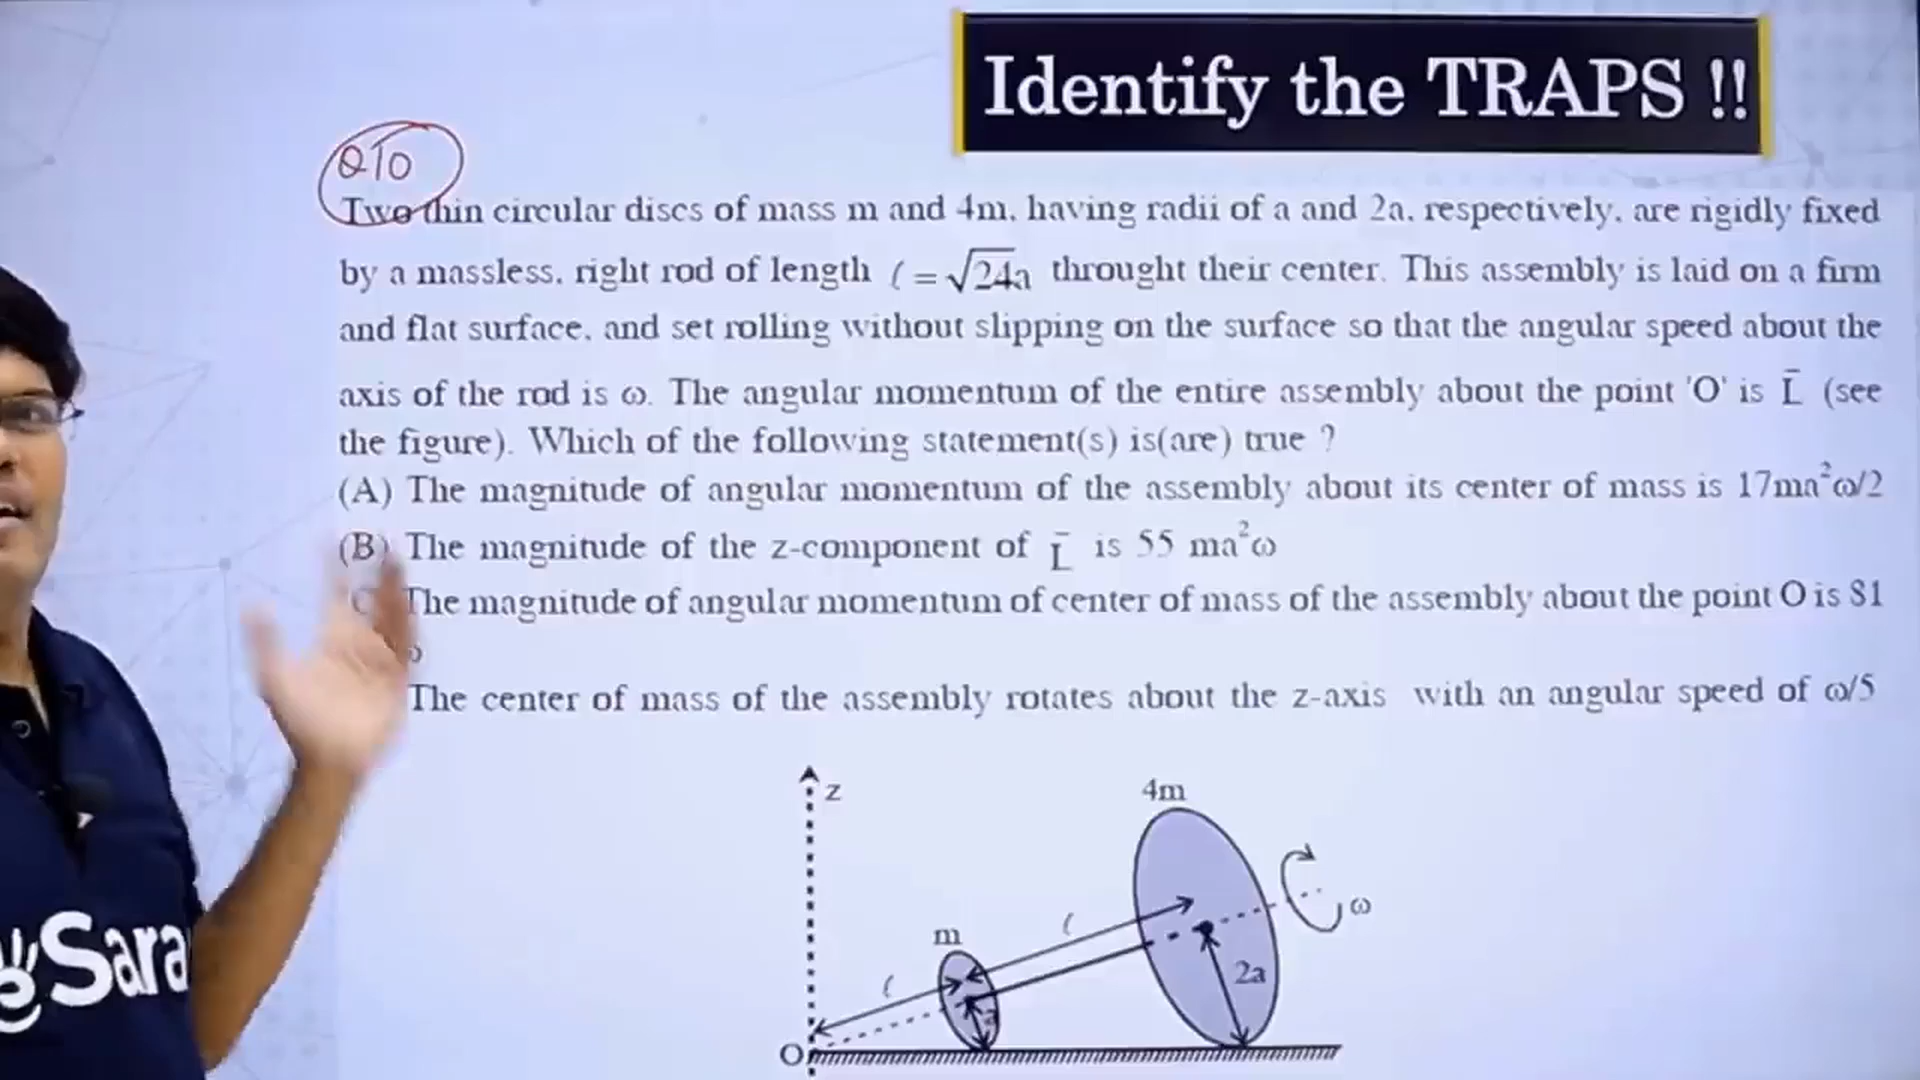 Identify the TRAPS !!
Q10
Two thin circular discs of mass m and 4m, having radii of a and 2a, respectively, are rigidly fixed
by a massless, right rod of length ℓ = √24a throught their center. This assembly is laid on a firm
and flat surface, and set rolling without slipping on the surface so that the angular speed about the
axis of the rod is ω. The angular momentum of the entire assembly about the point 'O' is L̄ (see
the figure). Which of the following statement(s) is(are) true ?
(A) The magnitude of angular momentum of the assembly about its center of mass is 17ma²ω/2
(B) The magnitude of the z-component of L̄ is 55 ma²ω
The magnitude of angular momentum of center of mass of the assembly about the point O is 81
The center of mass of the assembly rotates about the z-axis with an angular speed of ω/5
z
4m
ℓ
ω
m
2a
ℓ
a
O
eSara